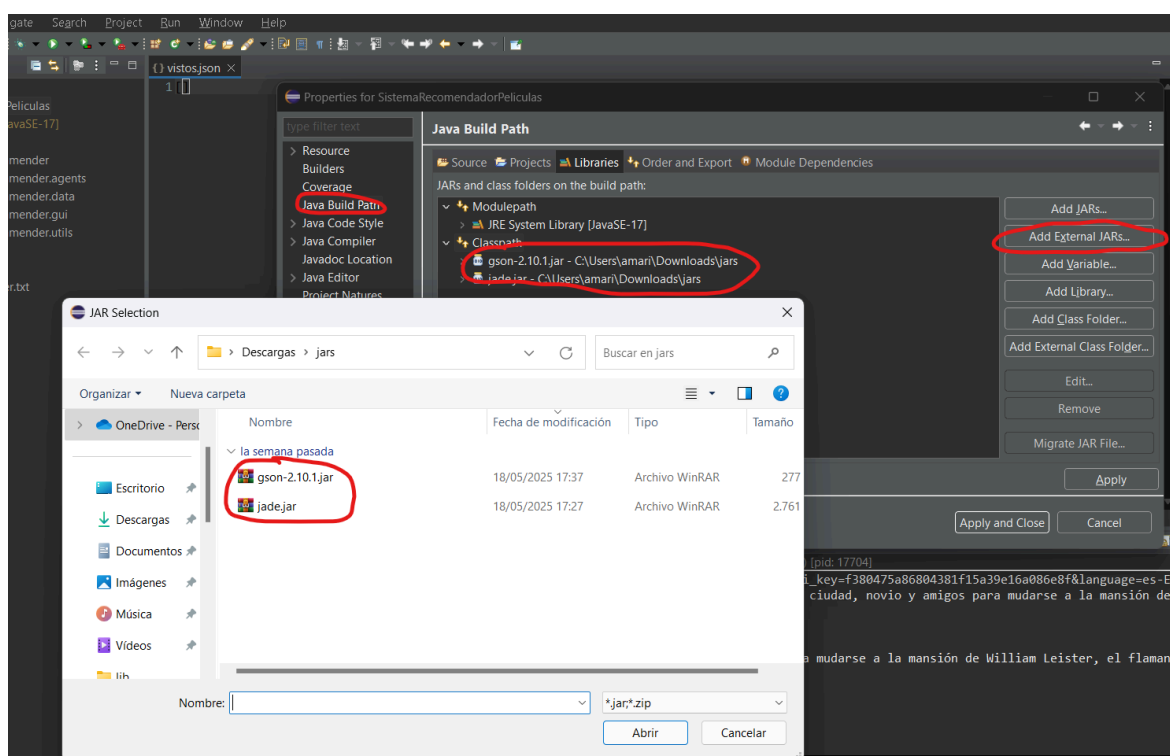 gate Search Project Run Window Help
{} vistos.json ×
1 []
Peliculas
avaSE-17]
mender
mender.agents
mender.data
mender.gui
mender.utils
er.txt
Properties for SistemaRecomendadorPeliculas
type filter text
Resource
Builders
Coverage
Java Build Path
Java Code Style
Java Compiler
Javadoc Location
Java Editor
Project Natures
Java Build Path
Source Projects Libraries Order and Export Module Dependencies
JARs and class folders on the build path:
Modulepath
JRE System Library [JavaSE-17]
Classpath
gson-2.10.1.jar - C:\Users\amari\Downloads\jars
jade.jar - C:\Users\amari\Downloads\jars
Add JARs...
Add External JARs...
Add Variable...
Add Library...
Add Class Folder...
Add External Class Folder...
Edit...
Remove
Migrate JAR File...
Apply
Apply and Close Cancel
JAR Selection
Descargas > jars
Buscar en jars
Organizar Nueva carpeta
OneDrive - Perso
Escritorio
Descargas
Documentos
Imágenes
Música
Vídeos
lib
Nombre Fecha de modificación Tipo Tamaño
la semana pasada
gson-2.10.1.jar 18/05/2025 17:37 Archivo WinRAR 277
jade.jar 18/05/2025 17:27 Archivo WinRAR 2.761
Nombre: *.jar;*.zip
Abrir Cancelar
[pid: 17704]
i_key=f380475a86804381f15a39e16a086e8f&language=es-E
ciudad, novio y amigos para mudarse a la mansión de
a mudarse a la mansión de William Leister, el flaman